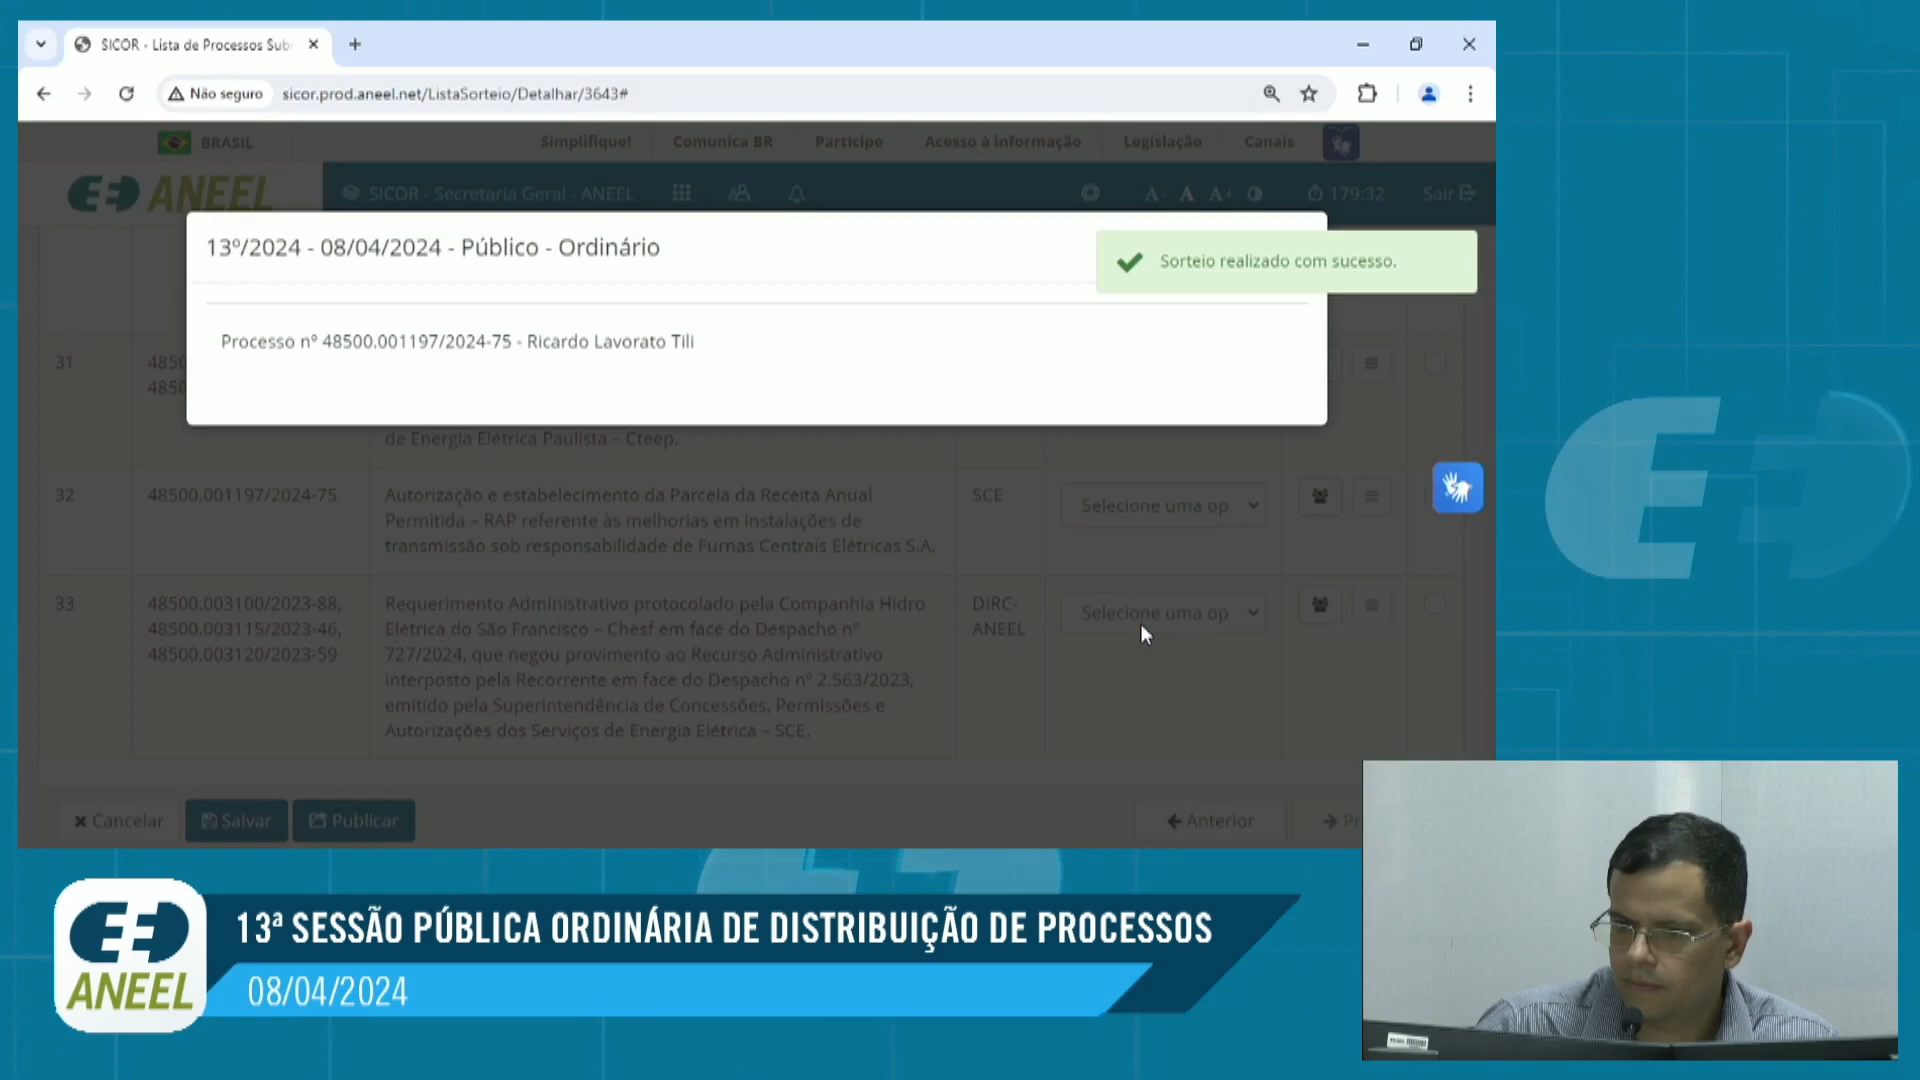 SICOR - Lista de Processos Sub
Não seguro
sicor.prod.aneel.net/ListaSorteio/Detalhar/3643#
BRASIL
Simplifique!
Comunica BR
Participe
Acesso à informação
Legislação
Canais
ANEEL
SICOR - Secretaria Geral - ANEEL
A-
A
A+
179:32
Sair
13º/2024 - 08/04/2024 - Público - Ordinário
Sorteio realizado com sucesso.
Processo nº 48500.001197/2024-75 - Ricardo Lavorato Tili
31
de Energia Elétrica Paulista – Cteep.
32
48500.001197/2024-75
Autorização e estabelecimento da Parcela da Receita Anual
Permitida – RAP referente às melhorias em instalações de
transmissão sob responsabilidade de Furnas Centrais Elétricas S.A.
SCE
Selecione uma op
33
48500.003100/2023-88,
48500.003115/2023-46,
48500.003120/2023-59
Requerimento Administrativo protocolado pela Companhia Hidro
Elétrica do São Francisco – Chesf em face do Despacho nº
727/2024, que negou provimento ao Recurso Administrativo
interposto pela Recorrente em face do Despacho nº 2.563/2023,
emitido pela Superintendência de Concessões, Permissões e
Autorizações dos Serviços de Energia Elétrica – SCE.
DIRC-
ANEEL
Selecione uma op
Cancelar
Salvar
Publicar
Anterior
ANEEL
13ª SESSÃO PÚBLICA ORDINÁRIA DE DISTRIBUIÇÃO DE PROCESSOS
08/04/2024